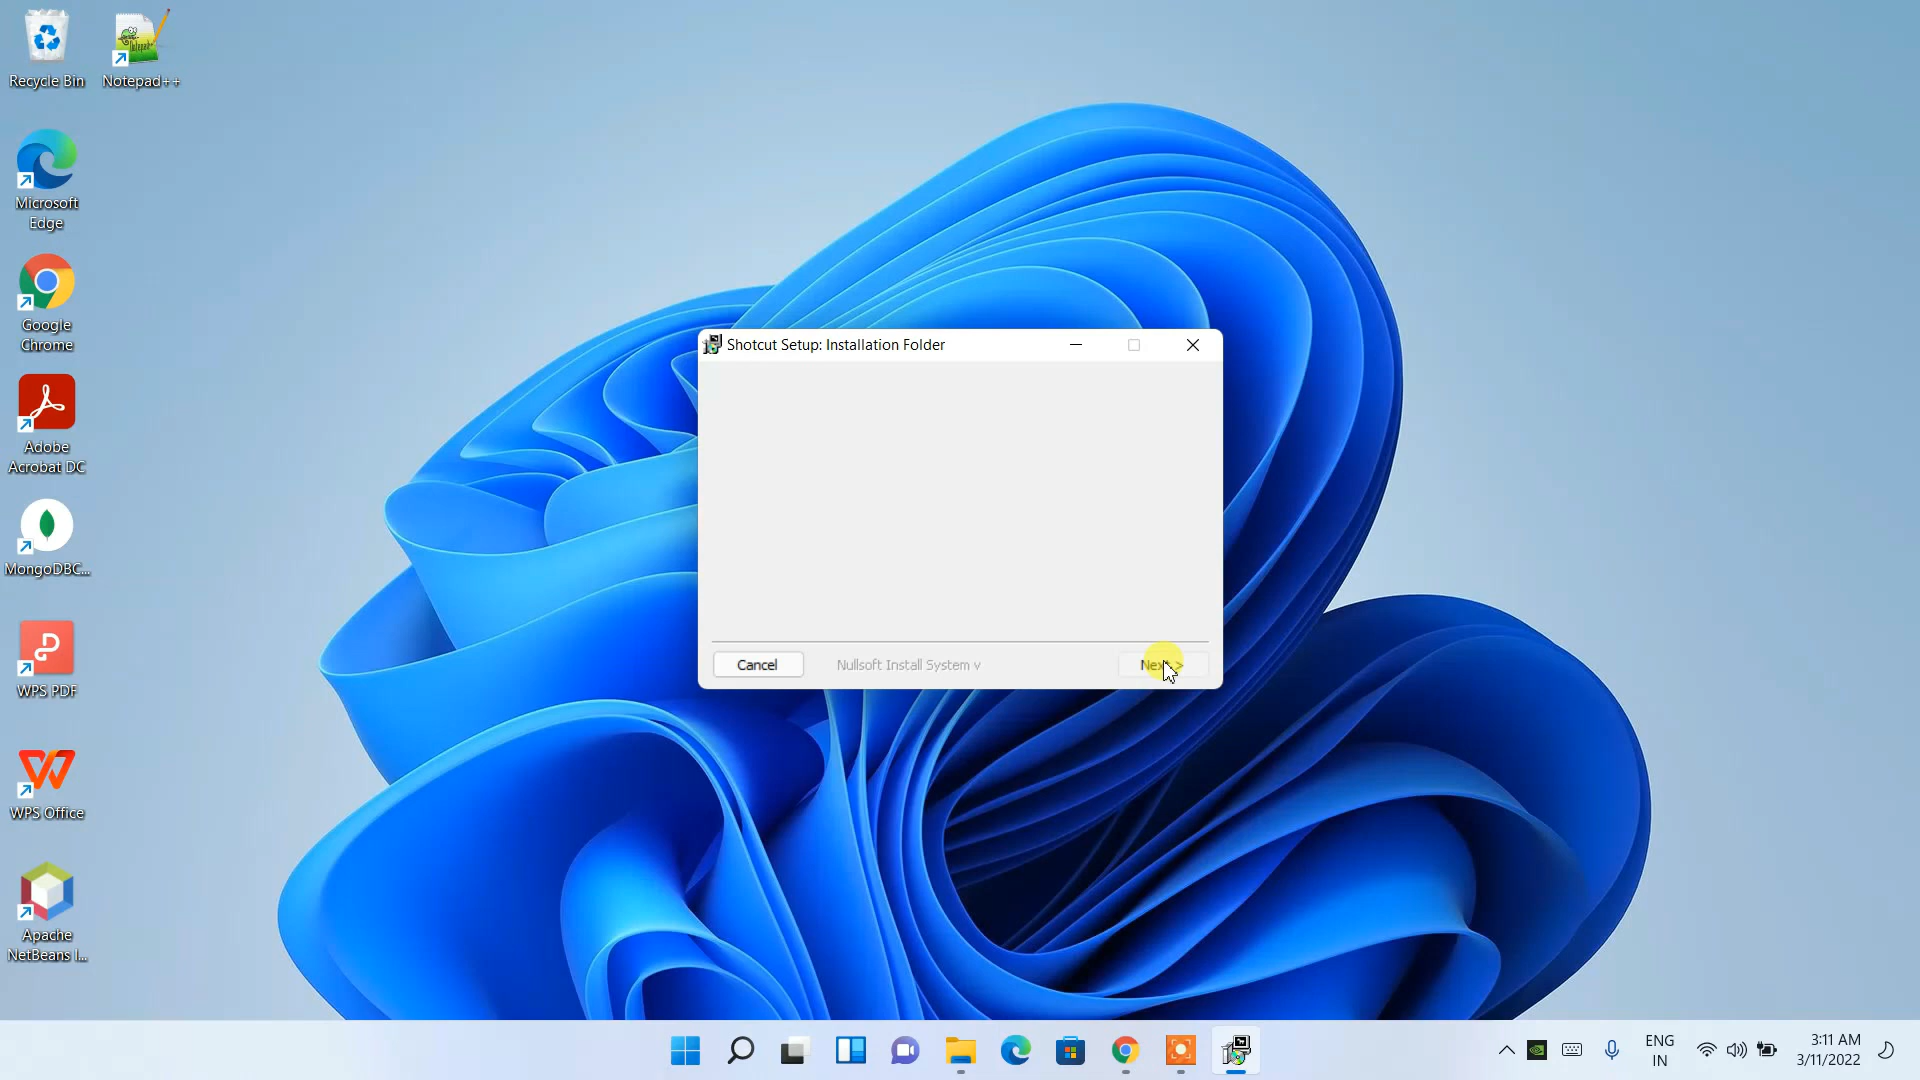 Recycle Bin
Notepad++
Microsoft
Edge
Google
Chrome
Adobe
Acrobat DC
MongoDBC...
WPS PDF
WPS Office
Apache
NetBeans I...
Shotcut Setup: Installation Folder
Cancel
Nullsoft Install System v
Next >
ENG
IN
3:11 AM
3/11/2022